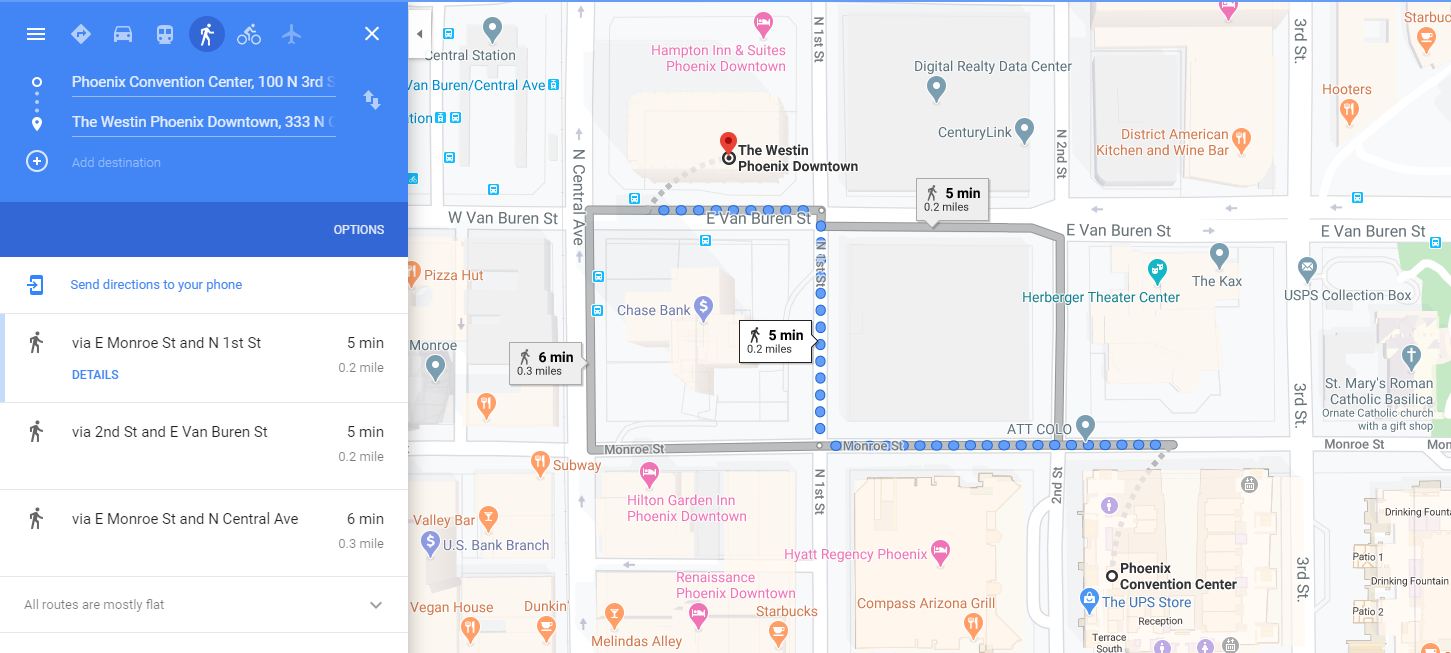 Phoenix Convention Center, 100 N 3rd S
The Westin Phoenix Downtown, 333 N C
Add destination
OPTIONS
Send directions to your phone
via E Monroe St and N 1st St
5 min
0.2 mile
DETAILS
via 2nd St and E Van Buren St
5 min
0.2 mile
via E Monroe St and N Central Ave
6 min
0.3 mile
All routes are mostly flat
Central Station
Van Buren/Central Ave
tion
Hampton Inn & Suites
Phoenix Downtown
N 1st St
Digital Realty Data Center
CenturyLink
3rd St.
Starbuc
Hooters
District American
Kitchen and Wine Bar
N 2nd St
N Central Ave
The Westin
Phoenix Downtown
5 min
0.2 miles
W Van Buren St
E Van Buren St
E Van Buren St
E Van Buren St
Pizza Hut
N 1st St
Chase Bank
Herberger Theater Center
The Kax
USPS Collection Box
Monroe
6 min
0.3 miles
5 min
0.2 miles
St. Mary's Roman
Catholic Basilica
Ornate Catholic church
with a gift shop
3rd St.
ATT COLO
Monroe St
Monroe St
Monroe St
Mon
Subway
Hilton Garden Inn
Phoenix Downtown
N 1st St
2nd St
Valley Bar
U.S. Bank Branch
Hyatt Regency Phoenix
Drinking Founta
Patio 1
Phoenix
Convention Center
3rd St.
Drinking Fountain
Renaissance
Phoenix Downtown
The UPS Store
Reception
Vegan House
Dunkin'
Starbucks
Compass Arizona Grill
Patio 2
Melindas Alley
Terrace
South